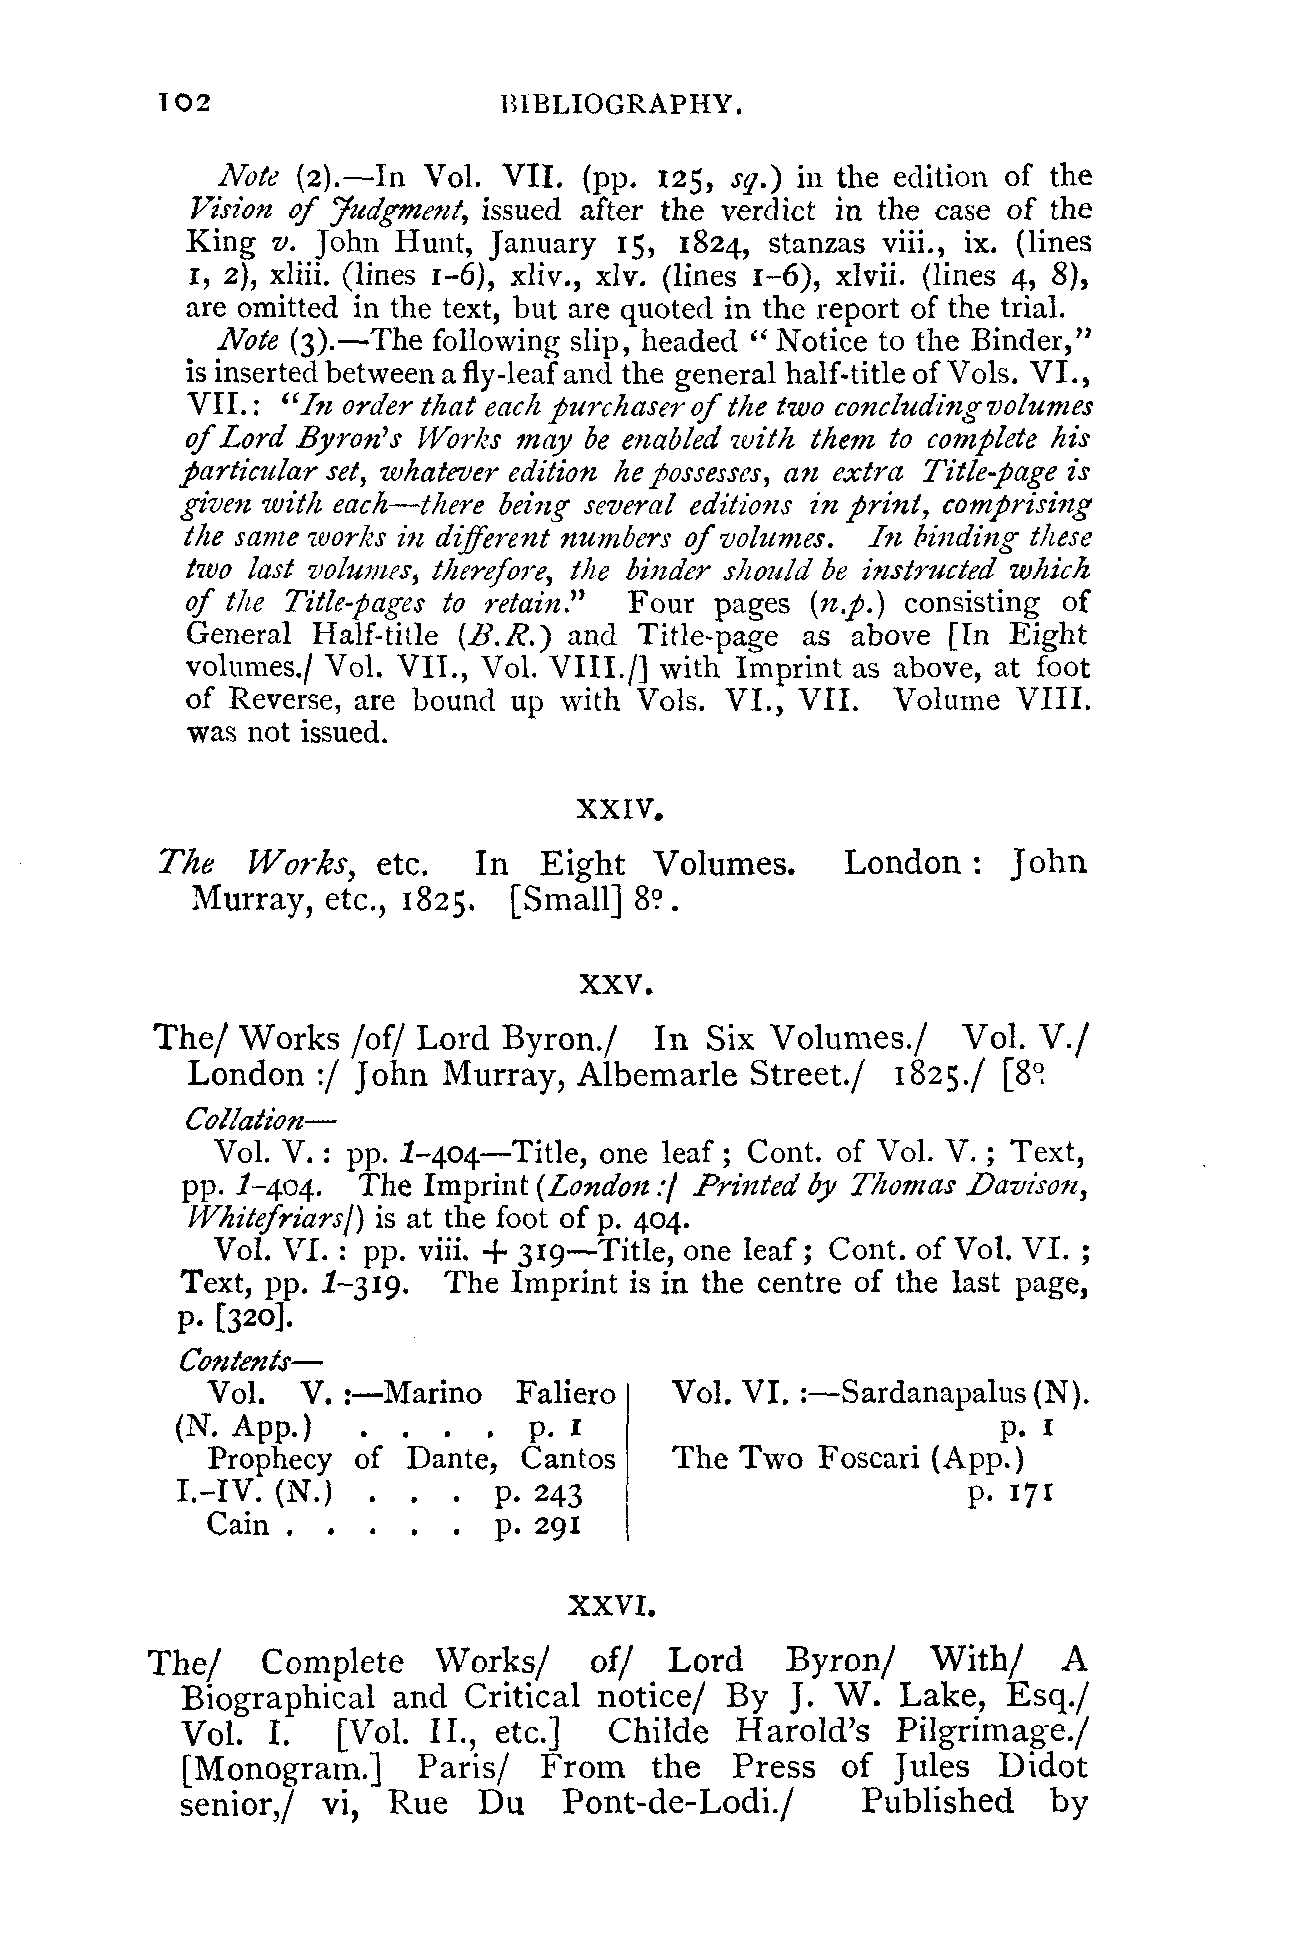 102 BIBLIOGRAPHY.
Note (2).—In Vol. VII. (pp. 125, sq.) in the edition of the
Vision of Judgment, issued after the verdict in the case of the
King v. John Hunt, January 15, 1824, stanzas viii., ix. (lines
1, 2), xliii. (lines 1-6), xliv., xlv. (lines 1-6), xlvii. (lines 4, 8),
are omitted in the text, but are quoted in the report of the trial.
Note (3).—The following slip, headed "Notice to the Binder,"
is inserted between a fly-leaf and the general half-title of Vols. VI.,
VII.: "In order that each purchaser of the two concluding volumes
of Lord Byron's Works may be enabled with them to complete his
particular set, whatever edition he possesses, an extra Title-page is
given with each—there being several editions in print, comprising
the same works in different numbers of volumes. In binding these
two last volumes, therefore, the binder should be instructed which
of the Title-pages to retain." Four pages (n.p.) consisting of
General Half-title (B.R.) and Title-page as above [In Eight
volumes./ Vol. VII., Vol. VIII./] with Imprint as above, at foot
of Reverse, are bound up with Vols. VI., VII. Volume VIII.
was not issued.
XXIV.
The Works, etc. In Eight Volumes. London : John
Murray, etc., 1825. [Small] 8º.
XXV.
The/ Works /of/ Lord Byron./ In Six Volumes./ Vol. V./
London :/ John Murray, Albemarle Street./ 1825./ [8º.
Collation—
Vol. V. : pp. 1-404—Title, one leaf ; Cont. of Vol. V. ; Text,
pp. 1-404. The Imprint (London :/ Printed by Thomas Davison,
Whitefriars/) is at the foot of p. 404.
Vol. VI. : pp. viii. + 319—Title, one leaf ; Cont. of Vol. VI. ;
Text, pp. 1-319. The Imprint is in the centre of the last page,
p. [320].
Contents—
Vol. V. :—Marino Faliero
(N. App.) . . . . p. 1
Prophecy of Dante, Cantos
I.-IV. (N.) . . . p. 243
Cain . . . . . p. 291
Vol. VI. :—Sardanapalus (N).
p. 1
The Two Foscari (App.)
p. 171
XXVI.
The/ Complete Works/ of/ Lord Byron/ With/ A
Biographical and Critical notice/ By J. W. Lake, Esq./
Vol. I. [Vol. II., etc.] Childe Harold's Pilgrimage./
[Monogram.] Paris/ From the Press of Jules Didot
senior,/ vi, Rue Du Pont-de-Lodi./ Published by